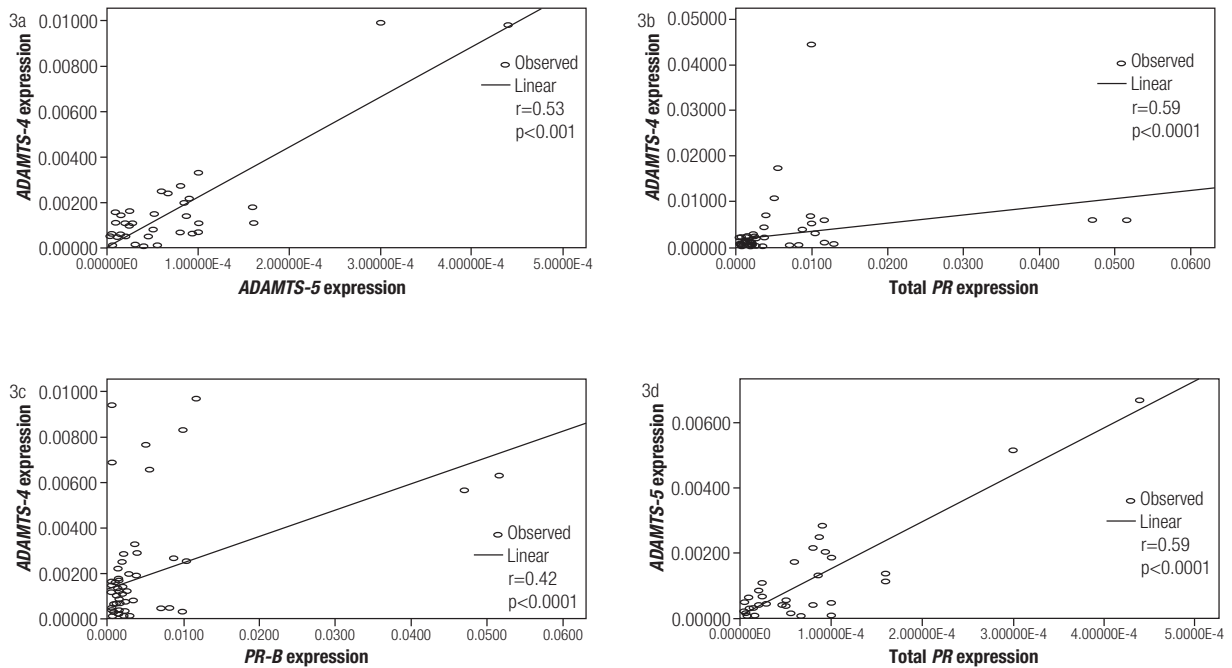 3a
ADAMTS-4 expression
0.01000
0.00800
0.00600
0.00400
0.00200
0.00000
0.00000E0 1.00000E-4 2.00000E-4 3.00000E-4 4.00000E-4 5.0000E-4
ADAMTS-5 expression
Observed
Linear
r=0.53
p<0.001
3b
ADAMTS-4 expression
0.05000
0.04000
0.03000
0.02000
0.01000
0.00000
0.0000 0.0100 0.0200 0.0300 0.0400 0.0500 0.0600
Total PR expression
Observed
Linear
r=0.59
p<0.0001
3c
ADAMTS-4 expression
0.01000
0.00800
0.00600
0.00400
0.00200
0.00000
0.0000 0.0100 0.0200 0.0300 0.0400 0.0500 0.0600
PR-B expression
Observed
Linear
r=0.42
p<0.0001
3d
ADAMTS-5 expression
0.00600
0.00400
0.00200
0.00000
0.00000E0 1.00000E-4 2.00000E-4 3.00000E-4 4.00000E-4 5.0000E-4
Total PR expression
Observed
Linear
r=0.59
p<0.0001